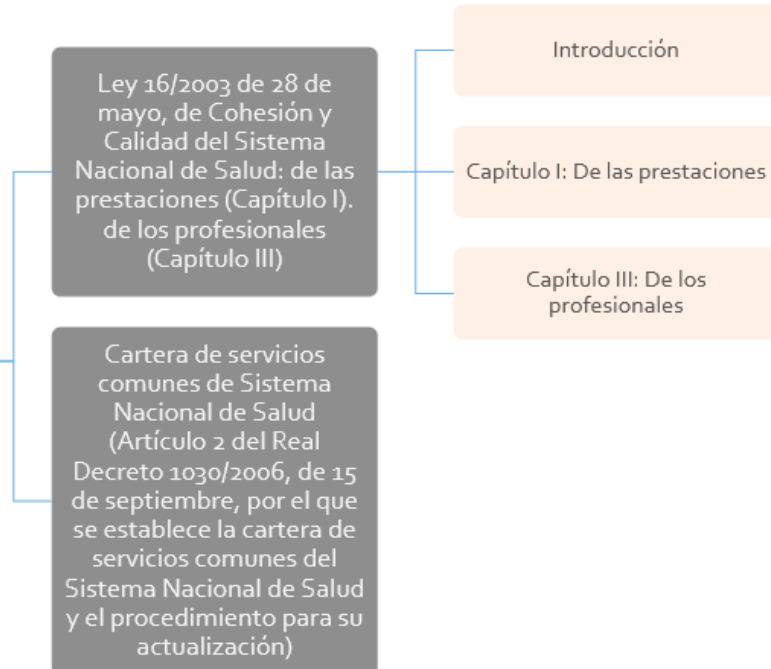 Ley 16/2003 de 28 de
mayo, de Cohesión y
Calidad del Sistema
Nacional de Salud: de las
prestaciones (Capítulo I).
de los profesionales
(Capítulo III)
Introducción
Capítulo I: De las prestaciones
Capítulo III: De los
profesionales
Cartera de servicios
comunes de Sistema
Nacional de Salud
(Artículo 2 del Real
Decreto 1030/2006, de 15
de septiembre, por el que
se establece la cartera de
servicios comunes del
Sistema Nacional de Salud
y el procedimiento para su
actualización)